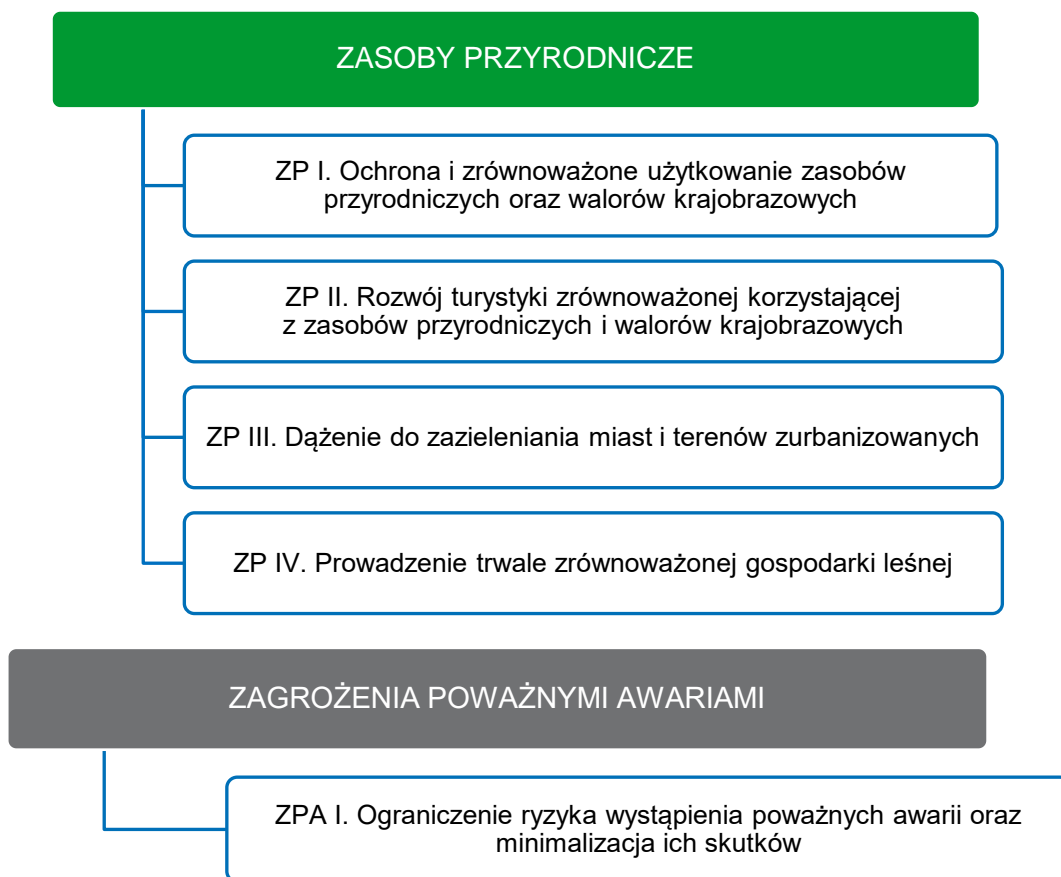 ZASOBY PRZYRODNICZE
ZP I. Ochrona i zrównoważone użytkowanie zasobów
przyrodniczych oraz walorów krajobrazowych
ZP II. Rozwój turystyki zrównoważonej korzystającej
z zasobów przyrodniczych i walorów krajobrazowych
ZP III. Dążenie do zazieleniania miast i terenów zurbanizowanych
ZP IV. Prowadzenie trwale zrównoważonej gospodarki leśnej
ZAGROŻENIA POWAŻNYMI AWARIAMI
ZPA I. Ograniczenie ryzyka wystąpienia poważnych awarii oraz
minimalizacja ich skutków